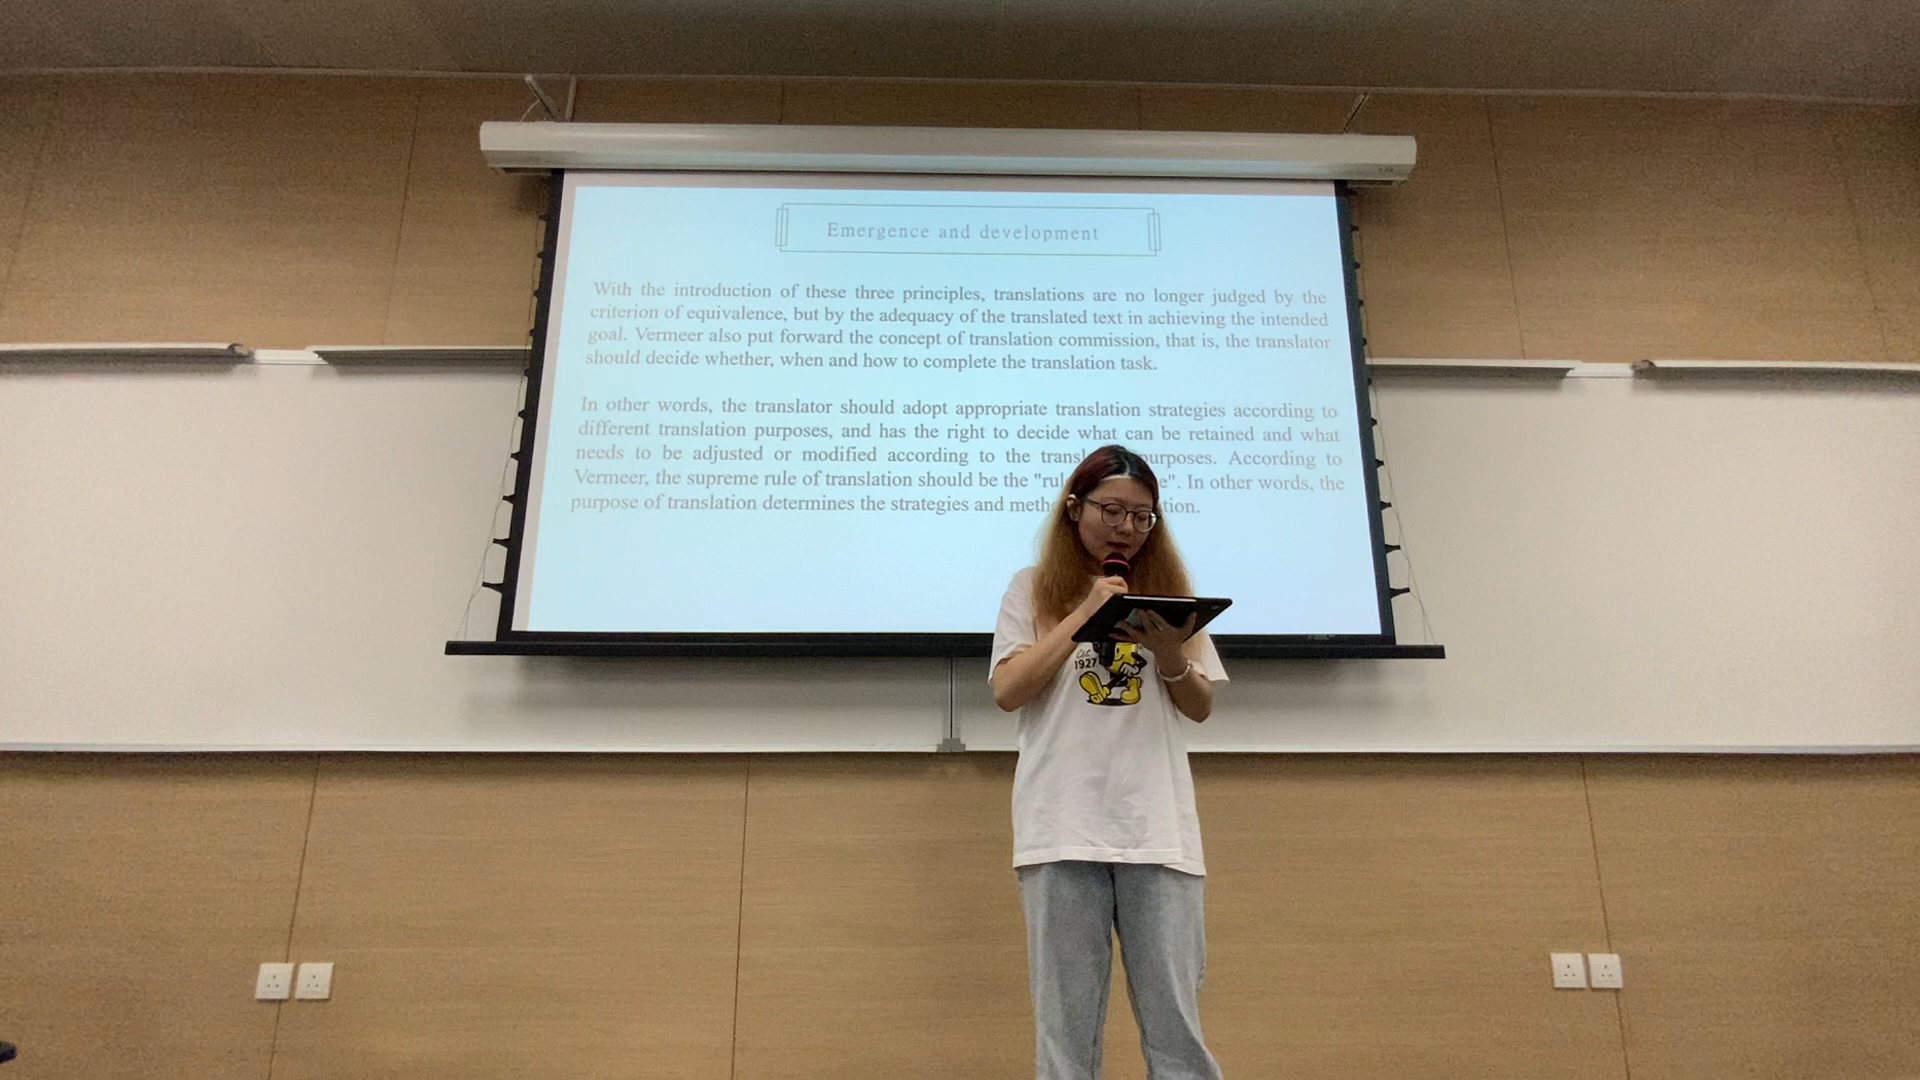 Emergence and development
With the introduction of these three principles, translations are no longer judged by the
criterion of equivalence, but by the adequacy of the translated text in achieving the intended
goal. Vermeer also put forward the concept of translation commission, that is, the translator
should decide whether, when and how to complete the translation task.
In other words, the translator should adopt appropriate translation strategies according to
different translation purposes, and has the right to decide what can be retained and what
needs to be adjusted or modified according to the purposes. According to
Vermeer, the supreme rule of translation should be the In other words, the
purpose of translation determines the strategies and
Est.
1927